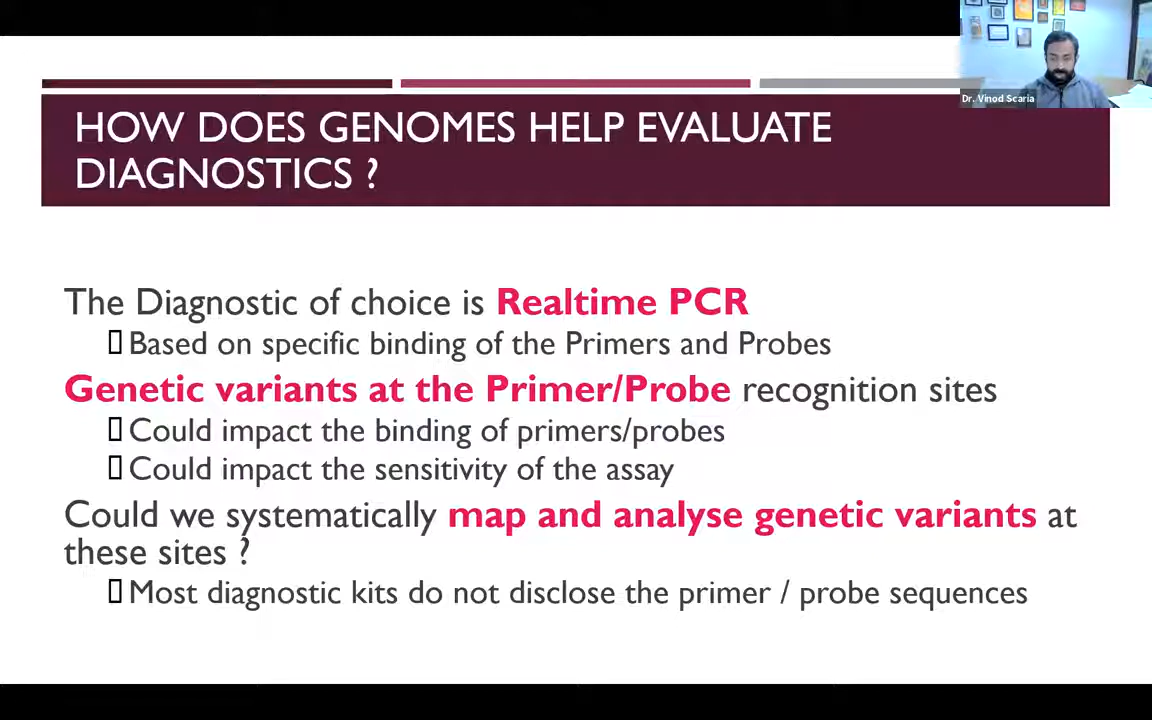 Dr. Vinod Scaria
HOW DOES GENOMES HELP EVALUATE
DIAGNOSTICS ?
The Diagnostic of choice is Realtime PCR
Based on specific binding of the Primers and Probes
Genetic variants at the Primer/Probe recognition sites
Could impact the binding of primers/probes
Could impact the sensitivity of the assay
Could we systematically map and analyse genetic variants at
these sites ?
Most diagnostic kits do not disclose the primer / probe sequences